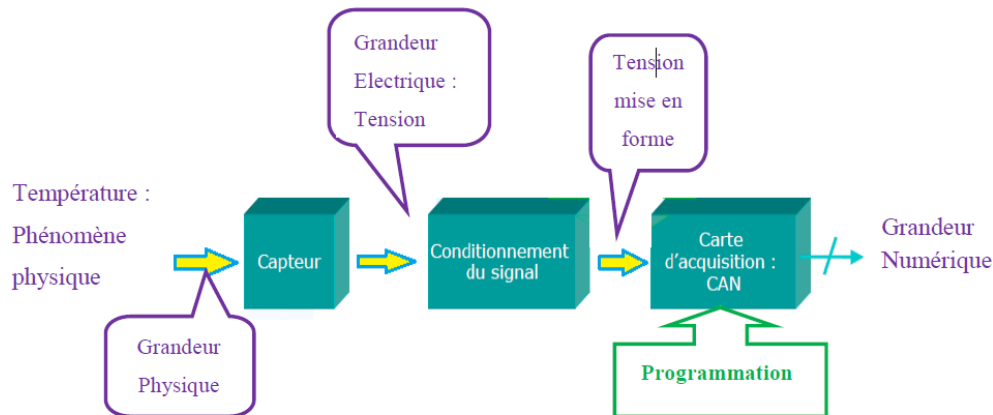 Température :
Phénomène
physique
Grandeur
Physique
Capteur
Grandeur
Electrique :
Tension
Conditionnement
du signal
Tension
mise en
forme
Carte
d'acquisition :
CAN
Programmation
Grandeur
Numérique